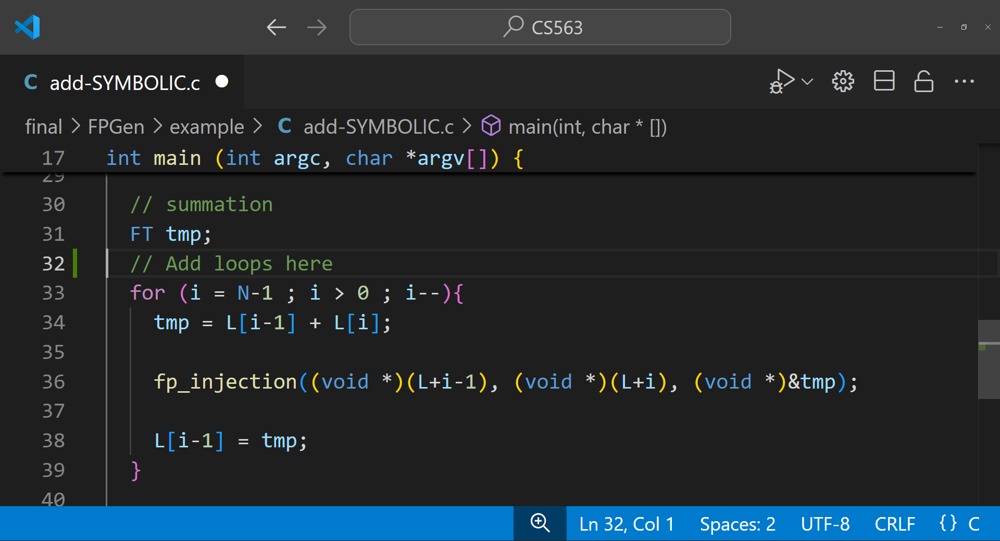 CS563
C add-SYMBOLIC.c
final > FPGen > example > C add-SYMBOLIC.c > main(int, char * [])
17 int main (int argc, char *argv[]) {
29
30 // summation
31 FT tmp;
32 // Add loops here
33 for (i = N-1 ; i > 0 ; i--){
34 tmp = L[i-1] + L[i];
35
36 fp_injection((void *)(L+i-1), (void *)(L+i), (void *)&tmp);
37
38 L[i-1] = tmp;
39 }
40
Ln 32, Col 1 Spaces: 2 UTF-8 CRLF {} C